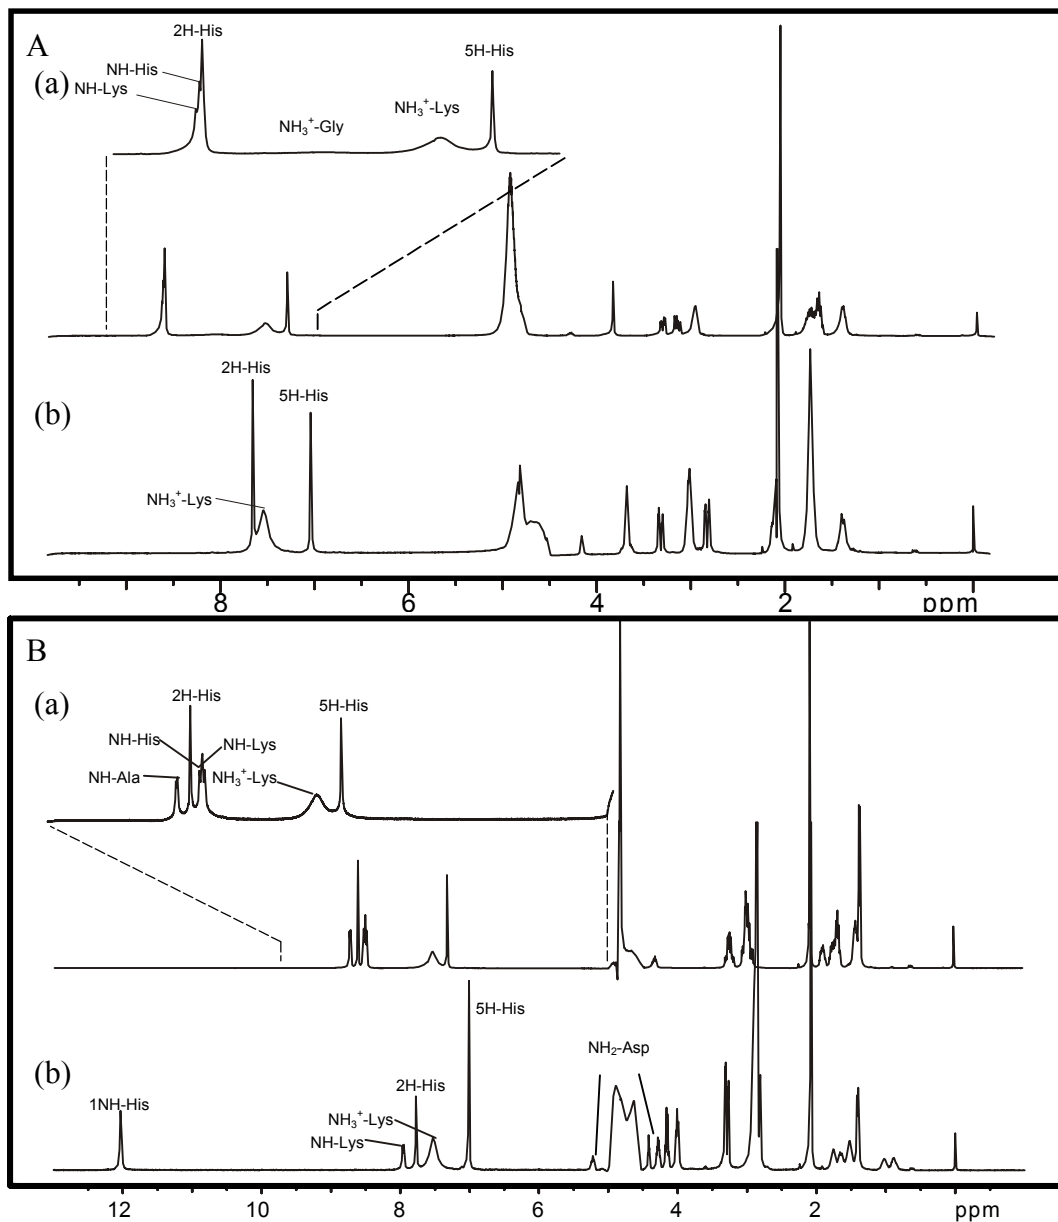 A
(a)
2H-His
NH-His
NH-Lys
NH₃⁺-Gly
NH₃⁺-Lys
5H-His
(b)
2H-His
5H-His
NH₃⁺-Lys
8 6 4 2 ppm
B
(a)
2H-His
5H-His
NH-His
NH-Lys
NH-Ala
NH₃⁺-Lys
(b)
5H-His
NH₂-Asp
1NH-His
2H-His
NH₃⁺-Lys
NH-Lys
12 10 8 6 4 2 ppm